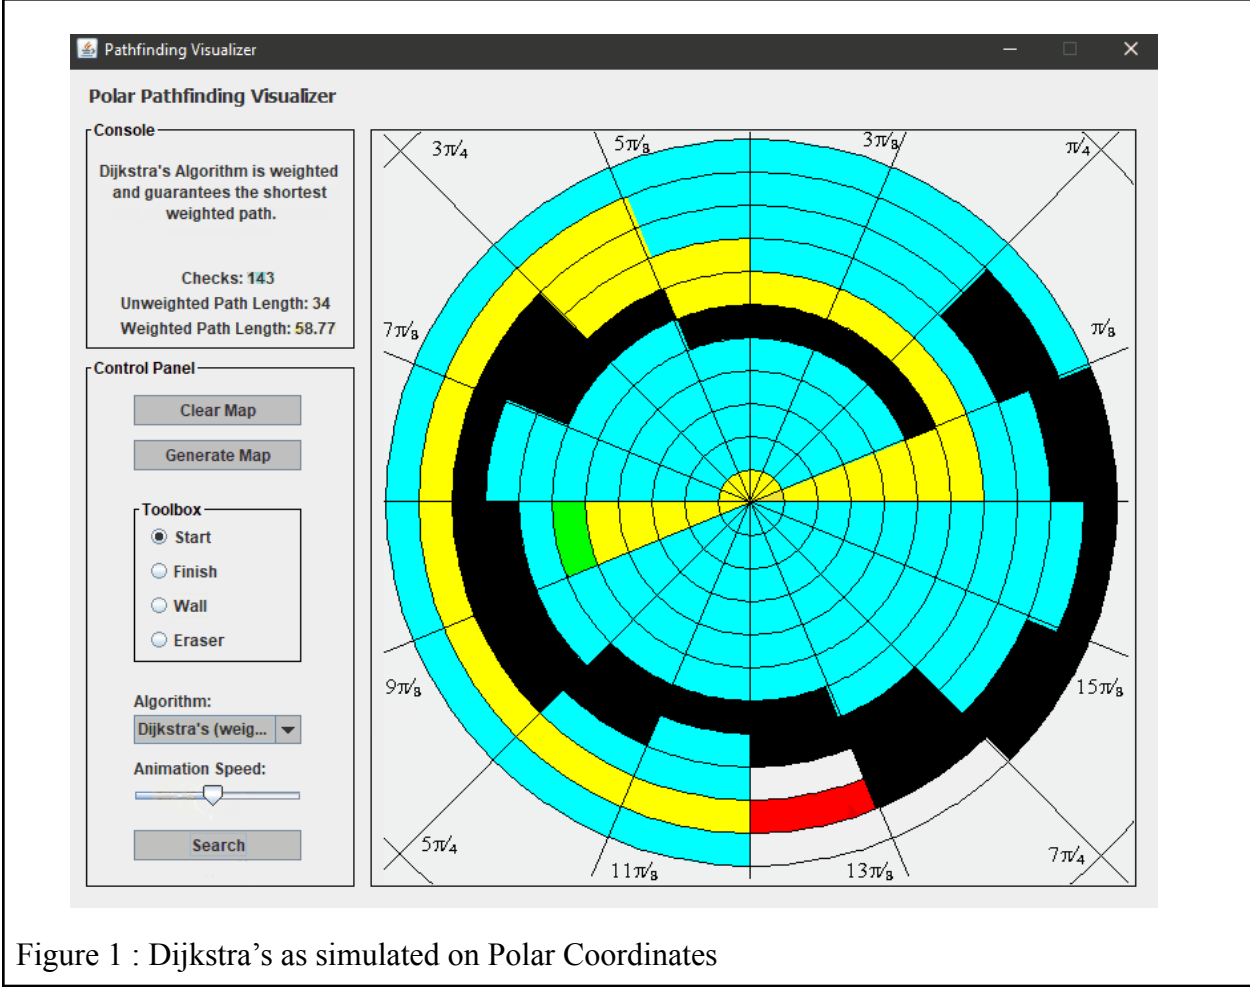 Pathfinding Visualizer
Polar Pathfinding Visualizer
Console
Dijkstra's Algorithm is weighted
and guarantees the shortest
weighted path.
Checks: 143
Unweighted Path Length: 34
Weighted Path Length: 58.77
Control Panel
Clear Map
Generate Map
Toolbox
Start
Finish
Wall
Eraser
Algorithm:
Dijkstra's (weig...
Animation Speed:
Search
3π/4
5π/8
3π/8
π/4
7π/8
π/8
9π/8
15π/8
5π/4
11π/8
13π/8
7π/4
Figure 1 : Dijkstra’s as simulated on Polar Coordinates